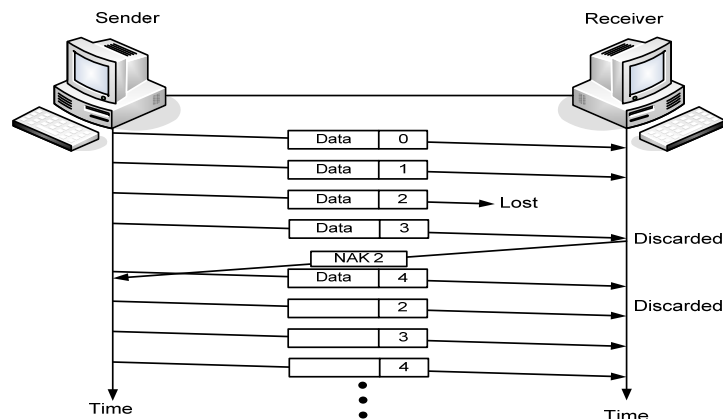 Sender
Receiver
Data 0
Data 1
Data 2
Lost
Data 3
Discarded
NAK 2
Data 4
2
Discarded
3
4
Time
Time